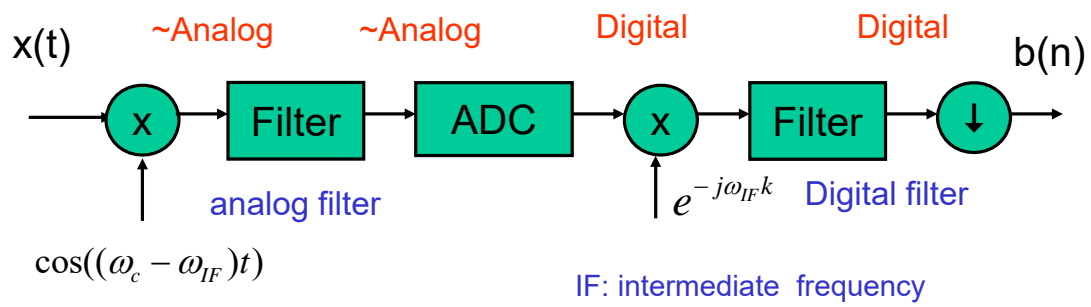 ~Analog ~Analog Digital Digital
x(t) b(n)
x Filter ADC x Filter ↓
analog filter e^{-jω_{IF}k} Digital filter
cos((ω_c − ω_{IF})t)
IF: intermediate frequency